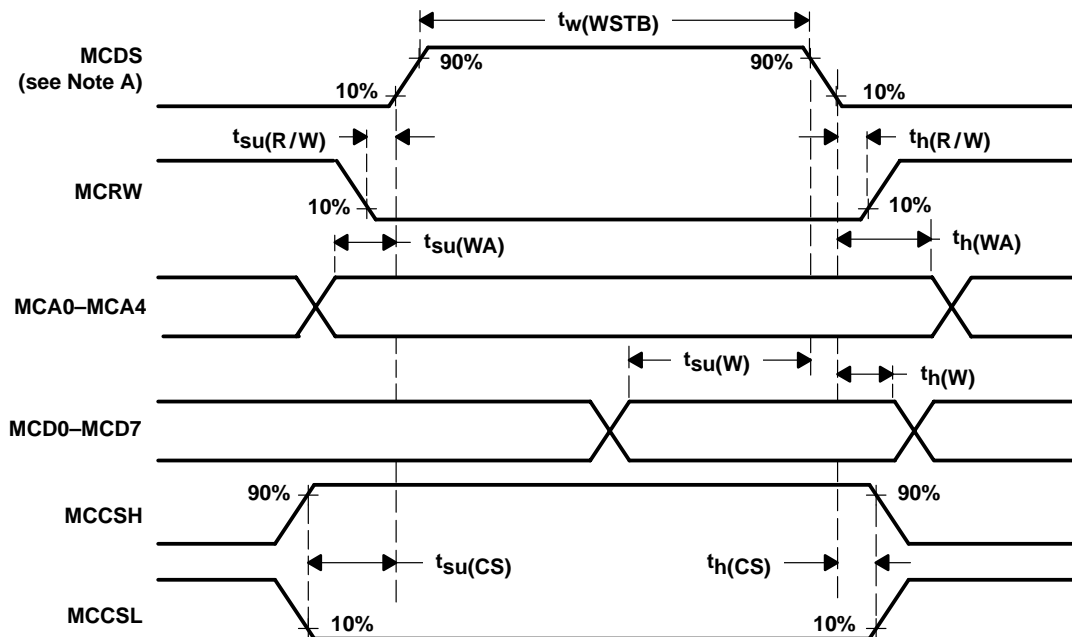 tw(WSTB)
MCDS
(see Note A)
90%
90%
10%
10%
tsu(R/W)
th(R/W)
MCRW
10%
10%
tsu(WA)
th(WA)
MCA0–MCA4
tsu(W)
th(W)
MCD0–MCD7
90%
90%
MCCSH
tsu(CS)
th(CS)
MCCSL
10%
10%